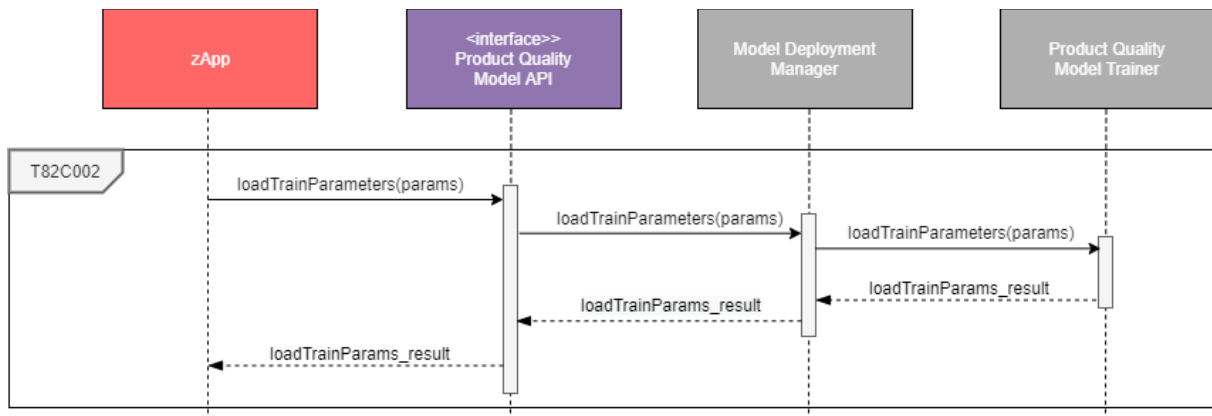 zApp
<interface>>
Product Quality
Model API
Model Deployment
Manager
Product Quality
Model Trainer
T82C002
loadTrainParameters(params)
loadTrainParameters(params)
loadTrainParameters(params)
loadTrainParams_result
loadTrainParams_result
loadTrainParams_result